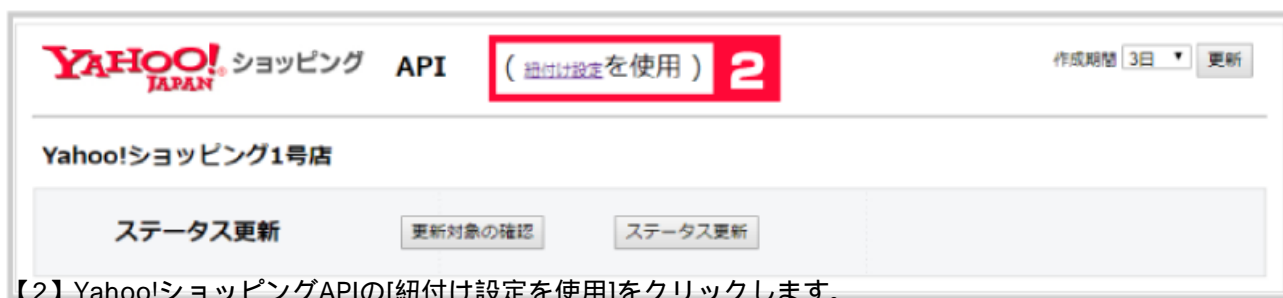 YAHOO! JAPAN ショッピング API ( 紐付け設定を使用 ) 2 作成期間 3日 ▼ 更新
Yahoo!ショッピング1号店
ステータス更新 更新対象の確認 ステータス更新
【2】Yahoo!ショッピングAPIの[紐付け設定を使用]をクリックします。